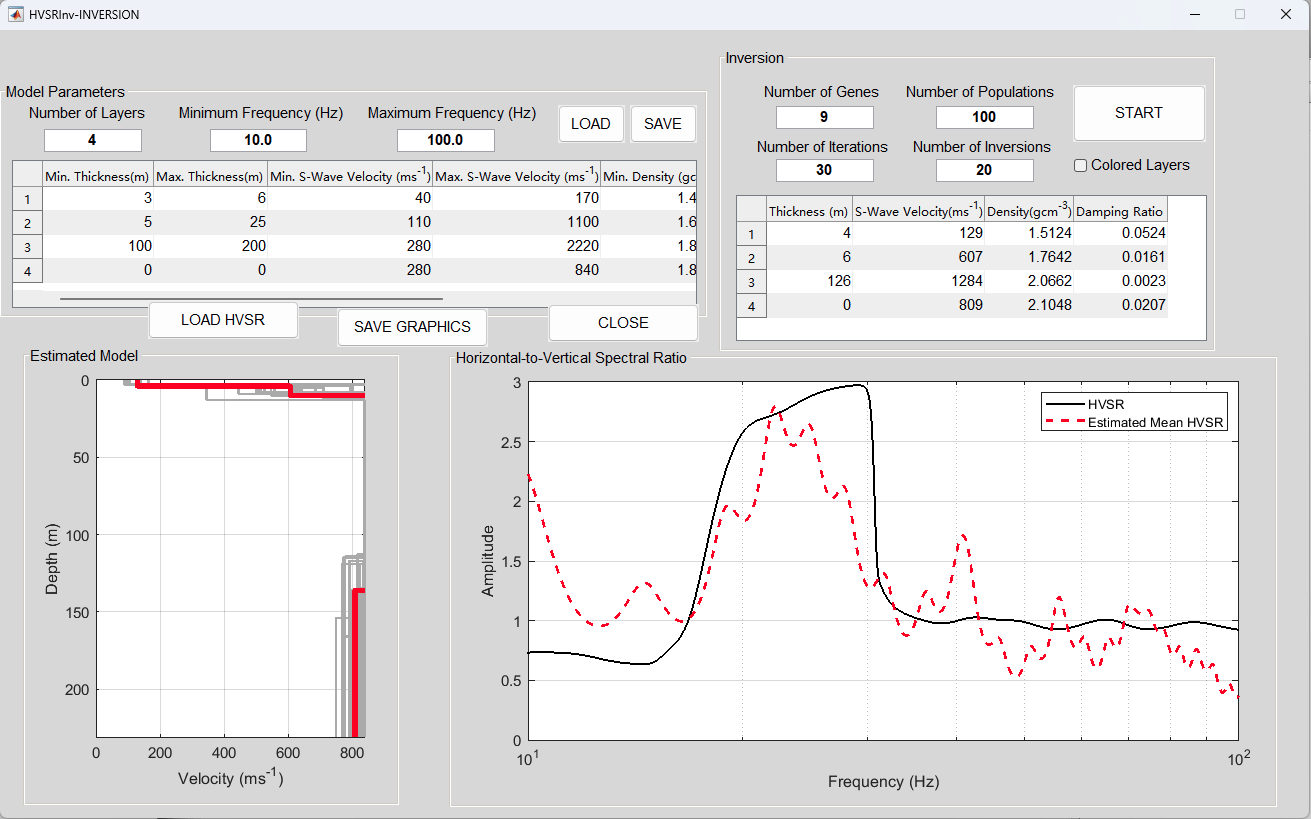 HVSRInv-INVERSION
Model Parameters
Number of Layers Minimum Frequency (Hz) Maximum Frequency (Hz)
4 10.0 100.0
LOAD SAVE
Min. Thickness(m) Max. Thickness(m) Min. S-Wave Velocity (ms-1) Max. S-Wave Velocity (ms-1) Min. Density (gc
1 3 6 40 170 1.4
2 5 25 110 1100 1.6
3 100 200 280 2220 1.8
4 0 0 280 840 1.8
LOAD HVSR SAVE GRAPHICS CLOSE
Inversion
Number of Genes Number of Populations
9 100
START
Number of Iterations Number of Inversions
30 20
Colored Layers
Thickness (m) S-Wave Velocity(ms-1) Density(gcm-3) Damping Ratio
1 4 129 1.5124 0.0524
2 6 607 1.7642 0.0161
3 126 1284 2.0662 0.0023
4 0 809 2.1048 0.0207
Estimated Model
0
50
100
150
200
Depth (m)
0 200 400 600 800
Velocity (ms-1)
Horizontal-to-Vertical Spectral Ratio
3
2.5
2
1.5
1
0.5
0
Amplitude
HVSR
Estimated Mean HVSR
10^1 10^2
Frequency (Hz)